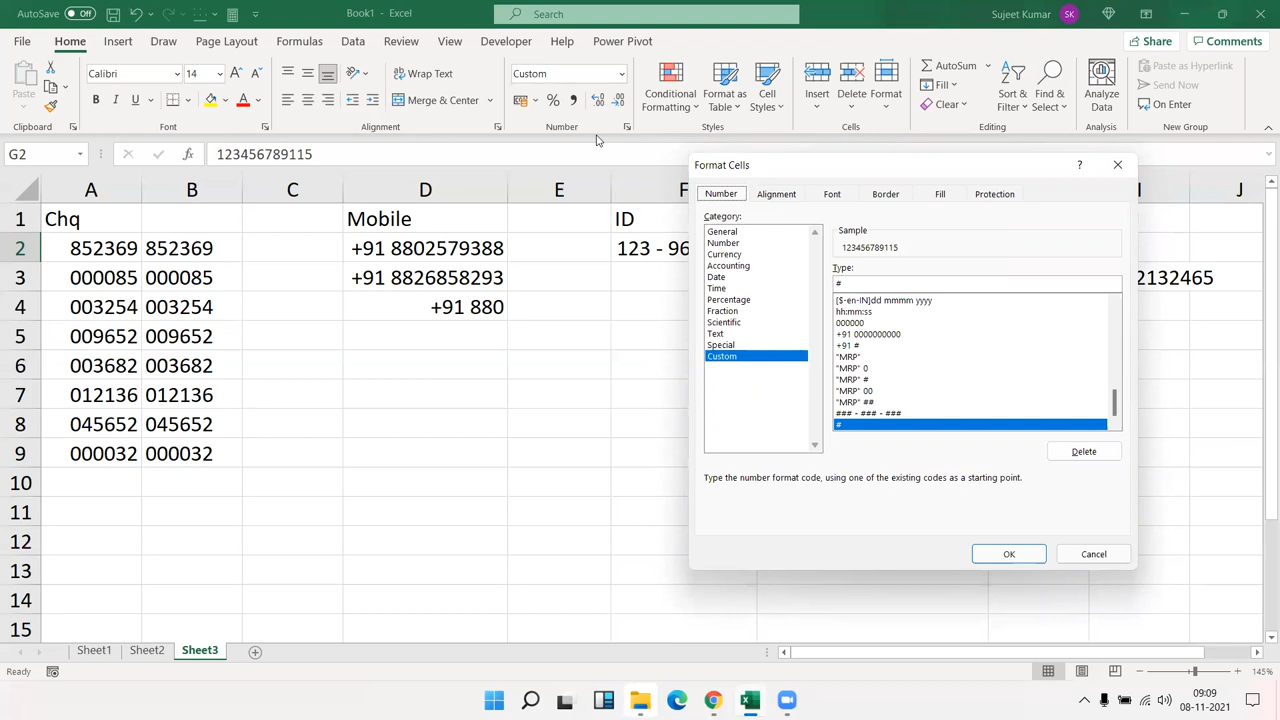 AutoSave Off Book1 - Excel Search Sujeet Kumar SK
File Home Insert Draw Page Layout Formulas Data Review View Developer Help Power Pivot Share Comments
Paste Calibri 14 A A Wrap Text Custom Conditional Formatting Format as Table Cell Styles Insert Delete Format AutoSum Sort & Filter Find & Select Analyze Data Paste as Hyperlink
B I U A Merge & Center % Fill Clear Send Now On Enter
Clipboard Font Alignment Number Styles Cells Editing Analysis New Group
G2 fx 123456789115
A B C D E F I J
1 Chq Mobile ID
2 852369 852369 +91 8802579388 123 - 96
3 000085 000085 +91 8826858293 2132465
4 003254 003254 +91 880
5 009652 009652
6 003682 003682
7 012136 012136
8 045652 045652
9 000032 000032
10
11
12
13
14
15
Format Cells ?
Number Alignment Font Border Fill Protection
Category:
General
Number
Currency
Accounting
Date
Time
Percentage
Fraction
Scientific
Text
Special
Custom
Sample
123456789115
Type:
#
[$-en-IN]dd mmmm yyyy
hh:mm:ss
000000
+91 0000000000
+91 #
"MRP"
"MRP" 0
"MRP" #
"MRP" 00
"MRP" ##
### - ### - ###
#
Delete
Type the number format code, using one of the existing codes as a starting point.
OK Cancel
Sheet1 Sheet2 Sheet3
Ready 145%
09:09
08-11-2021